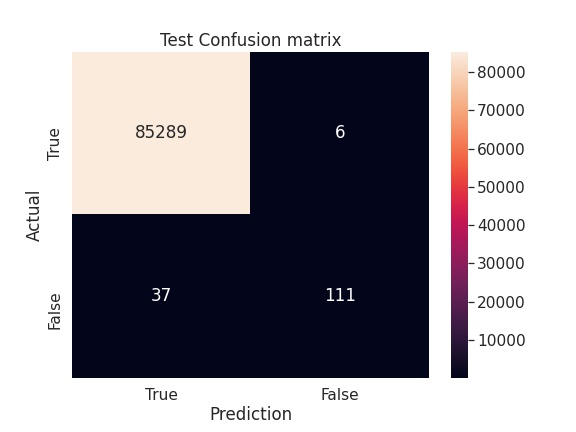 Test Confusion matrix
Actual
True
False
85289
6
37
111
True
False
Prediction
80000
70000
60000
50000
40000
30000
20000
10000